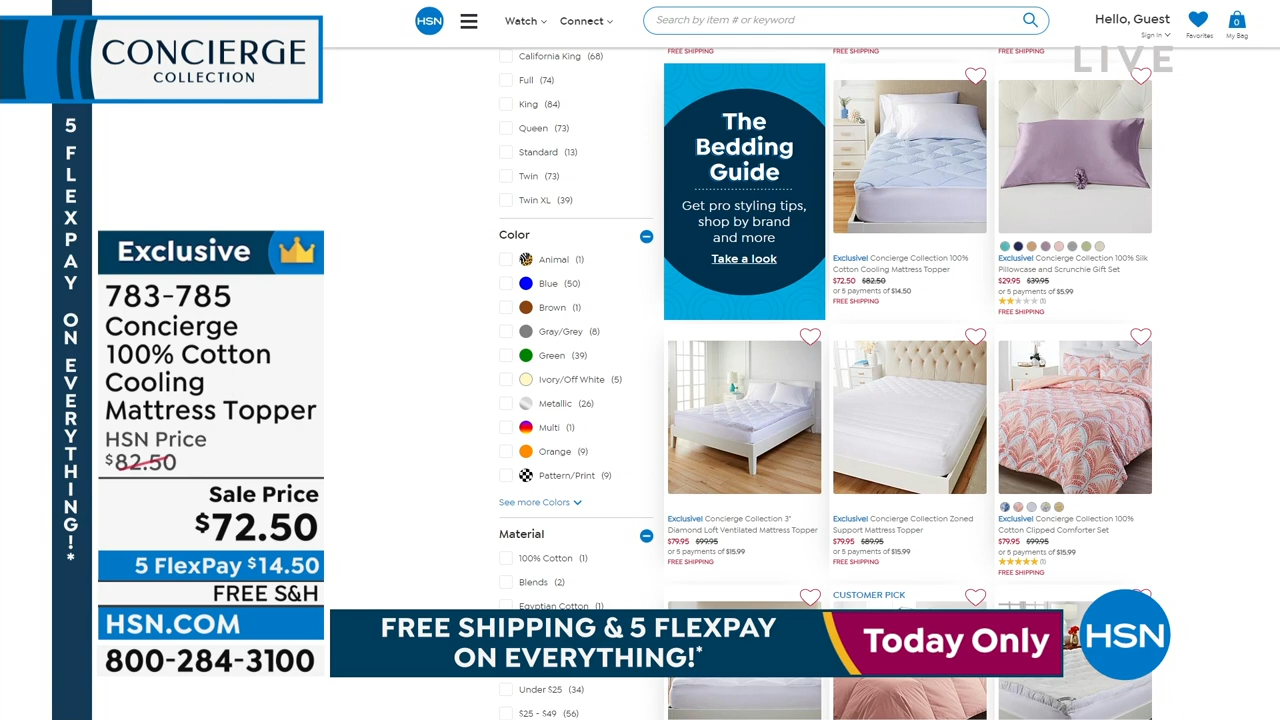 CONCIERGE
COLLECTION
5 FLEXPAY ON EVERYTHING!*
Exclusive
783-785
Concierge
100% Cotton
Cooling
Mattress Topper
HSN Price
$82.50
Sale Price
$72.50
5 FlexPay $14.50
FREE S&H
HSN.COM
800-284-3100
HSN
Watch
Connect
Search by item # or keyword
Hello, Guest
Sign in
Favorites
0
My Bag
LIVE
California King (68)
Full (74)
King (84)
Queen (73)
Standard (13)
Twin (73)
Twin XL (39)
Color
Animal (1)
Blue (50)
Brown (1)
Gray/Grey (8)
Green (39)
Ivory/Off White (5)
Metallic (26)
Multi (1)
Orange (9)
Pattern/Print (9)
See more Colors
Material
100% Cotton (1)
Blends (2)
Egyptian Cotton (1)
Under $25 (34)
$25 - $49 (56)
FREE SHIPPING
FREE SHIPPING
FREE SHIPPING
The
Bedding
Guide
Get pro styling tips,
shop by brand
and more
Take a look
Exclusive! Concierge Collection 100%
Cotton Cooling Mattress Topper
$72.50 $82.50
or 5 payments of $14.50
FREE SHIPPING
Exclusive! Concierge Collection 100% Silk
Pillowcase and Scrunchie Gift Set
$29.95 $39.95
or 5 payments of $5.99
(1)
FREE SHIPPING
Exclusive! Concierge Collection 3"
Diamond Loft Ventilated Mattress Topper
$79.95 $99.95
or 5 payments of $15.99
FREE SHIPPING
Exclusive! Concierge Collection Zoned
Support Mattress Topper
$79.95 $89.95
or 5 payments of $15.99
FREE SHIPPING
Exclusive! Concierge Collection 100%
Cotton Clipped Comforter Set
$79.95 $99.95
or 5 payments of $15.99
(1)
FREE SHIPPING
CUSTOMER PICK
FREE SHIPPING & 5 FLEXPAY
ON EVERYTHING!*
Today Only
HSN